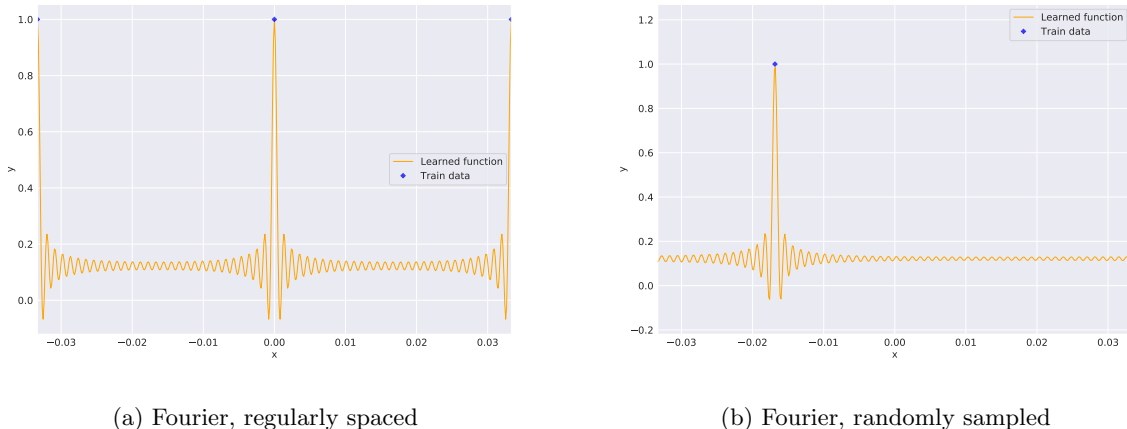 1.0
0.8
0.6
0.4
0.2
0.0
y
Learned function
Train data
−0.03 −0.02 −0.01 0.00 0.01 0.02 0.03
x
(a) Fourier, regularly spaced
1.2
1.0
0.8
0.6
0.4
0.2
0.0
−0.2
y
Learned function
Train data
−0.03 −0.02 −0.01 0.00 0.01 0.02 0.03
x
(b) Fourier, randomly sampled